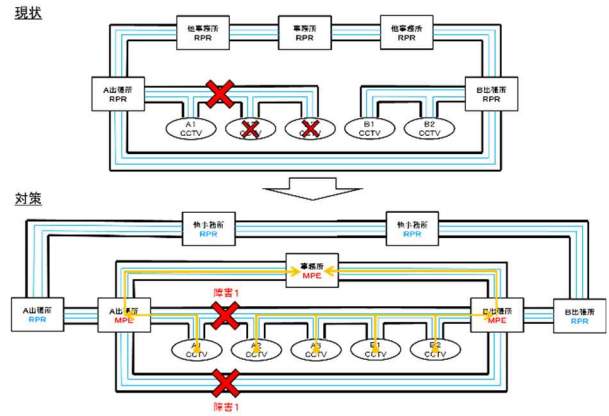 現状
他事務所
RPR
事務所
RPR
他事務所
RPR
A出張所
RPR
B出張所
RPR
A1
CCTV
CCTV
CCTV
B1
CCTV
B2
CCTV
対策
他事務所
RPR
他事務所
RPR
事務所
MPE
障害1
A出張所
RPR
A出張所
MPE
B出張所
MPE
B出張所
RPR
A1
CCTV
A2
CCTV
A3
CCTV
B1
CCTV
B2
CCTV
障害1